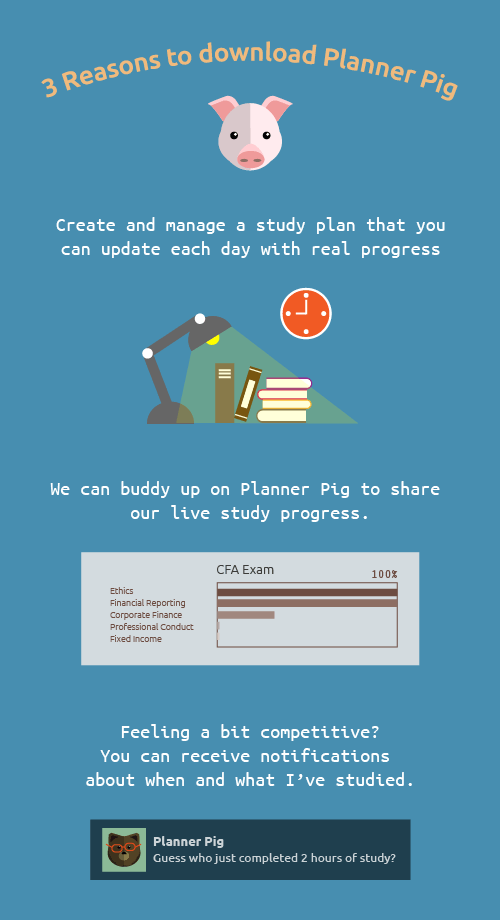 3 Reasons to download Planner Pig
Create and manage a study plan that you
can update each day with real progress
We can buddy up on Planner Pig to share
our live study progress.
CFA Exam
100%
Ethics
Financial Reporting
Corporate Finance
Professional Conduct
Fixed Income
Feeling a bit competitive?
You can receive notifications
about when and what I’ve studied.
Planner Pig
Guess who just completed 2 hours of study?